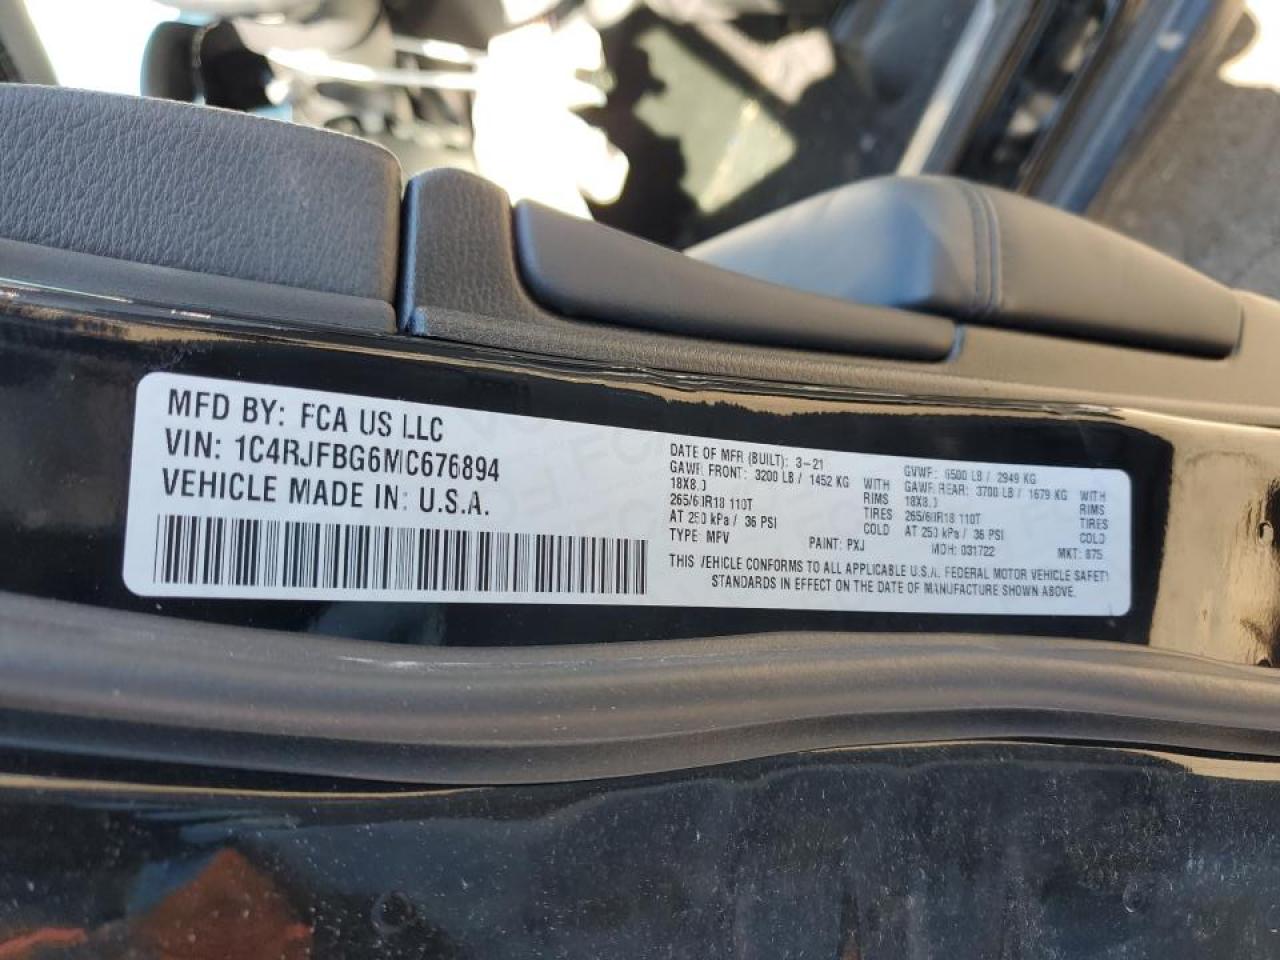 MFD BY: FCA US LLC
VIN: 1C4RJFBG6MC676894
VEHICLE MADE IN: U.S.A.
DATE OF MFR (BUILT): 3-21
GAWR FRONT: 3200 LB / 1452 KG WITH
18X8.0 RIMS
265/60R18 110T TIRES
AT 250 kPa / 36 PSI COLD
TYPE: MPV PAINT: PXJ
GVWR: 6500 LB / 2949 KG
GAWR REAR: 3700 LB / 1679 KG WITH
18X8.0 RIMS
265/60R18 110T TIRES
AT 250 kPa / 36 PSI COLD
MDH: 031722 MKT: 875
THIS VEHICLE CONFORMS TO ALL APPLICABLE U.S.A. FEDERAL MOTOR VEHICLE SAFETY
STANDARDS IN EFFECT ON THE DATE OF MANUFACTURE SHOWN ABOVE.